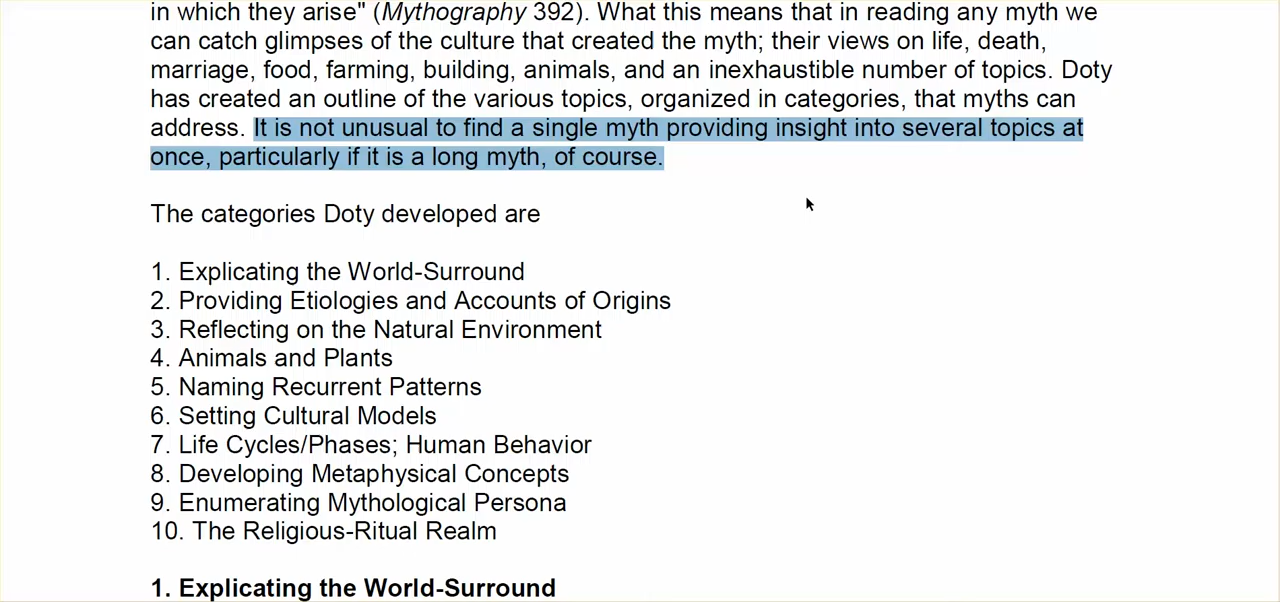 in which they arise" (Mythography 392). What this means that in reading any myth we
can catch glimpses of the culture that created the myth; their views on life, death,
marriage, food, farming, building, animals, and an inexhaustible number of topics. Doty
has created an outline of the various topics, organized in categories, that myths can
address. It is not unusual to find a single myth providing insight into several topics at
once, particularly if it is a long myth, of course.
The categories Doty developed are
1. Explicating the World-Surround
2. Providing Etiologies and Accounts of Origins
3. Reflecting on the Natural Environment
4. Animals and Plants
5. Naming Recurrent Patterns
6. Setting Cultural Models
7. Life Cycles/Phases; Human Behavior
8. Developing Metaphysical Concepts
9. Enumerating Mythological Persona
10. The Religious-Ritual Realm
1. Explicating the World-Surround